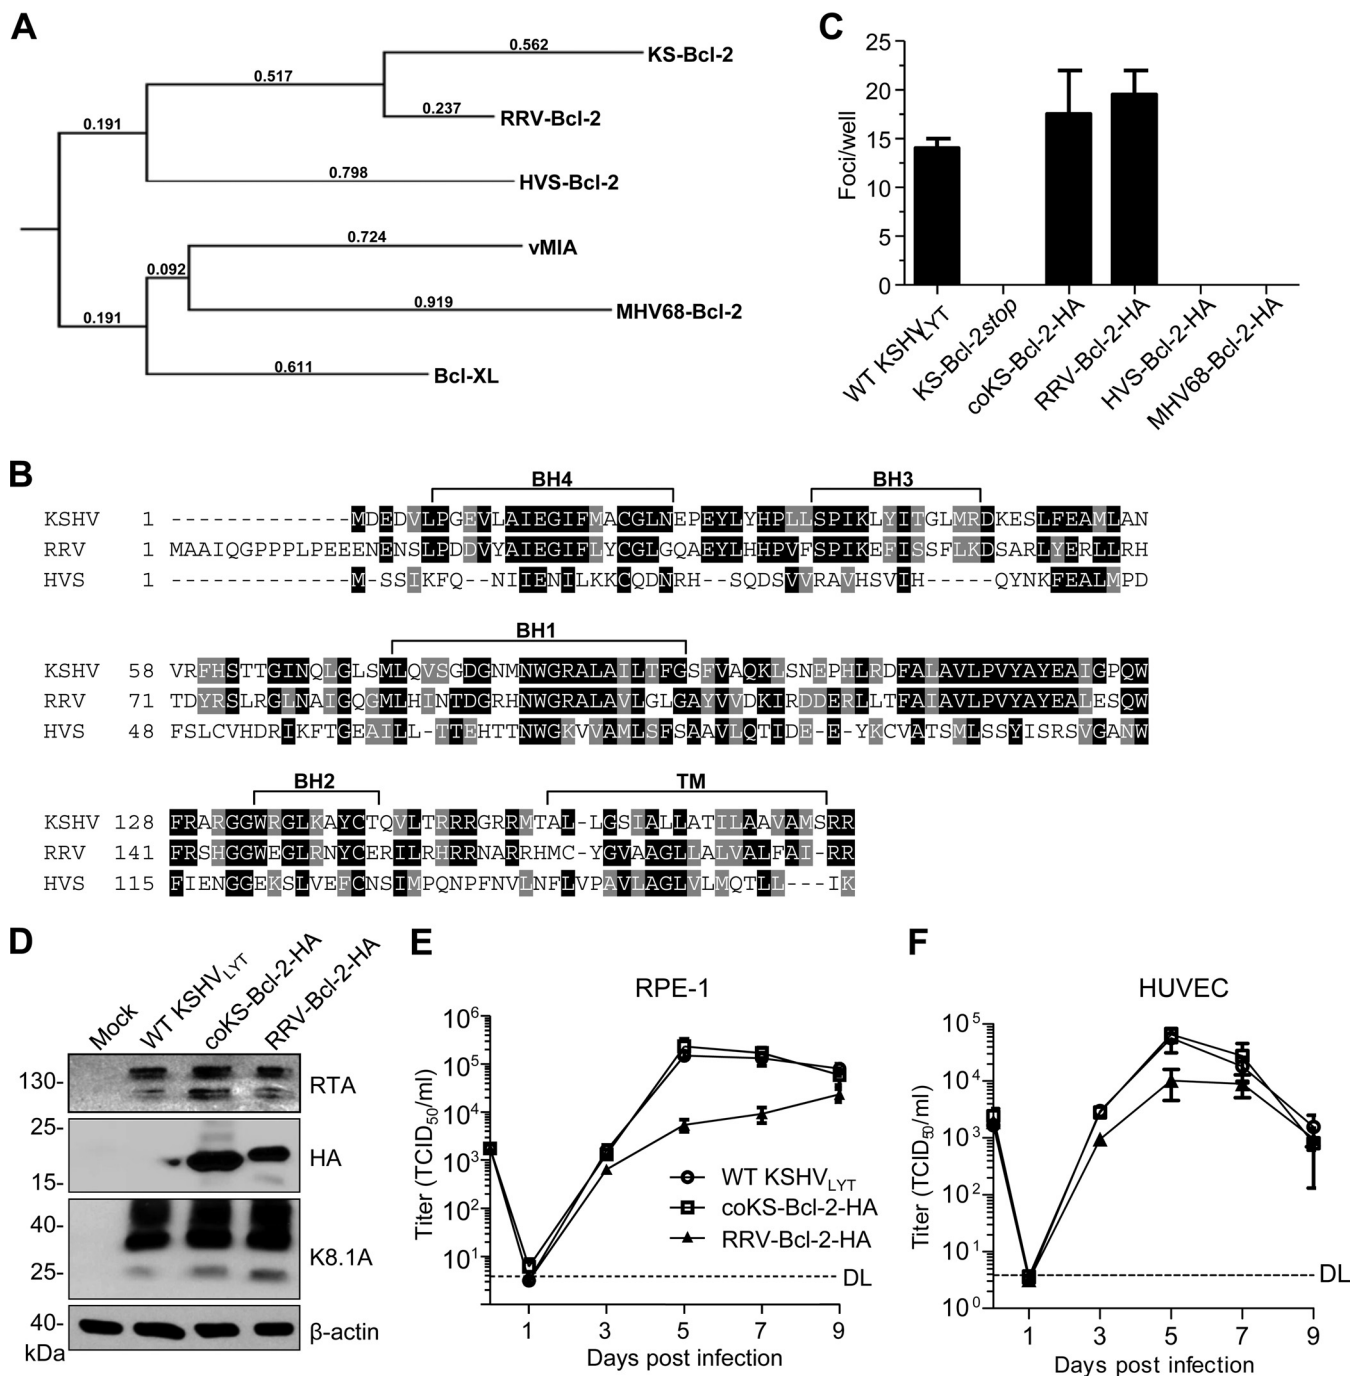 A
0.562
KS-Bcl-2
0.517
0.237
RRV-Bcl-2
0.191
0.798
HVS-Bcl-2
0.724
vMIA
0.092
0.919
MHV68-Bcl-2
0.191
0.611
Bcl-XL
C
25
20
15
10
5
0
Foci/well
WT KSHVLYT
KS-Bcl-2stop
coKS-Bcl-2-HA
RRV-Bcl-2-HA
HVS-Bcl-2-HA
MHV68-Bcl-2-HA
B
BH4 BH3
KSHV 1 -------------MDEDVLPGEVLAIEGIFMACGLNEPEYLYHPLLSPIKLYITGLMRDKESLFEAMLAN
RRV 1 MAAIQGPPPLPEEENENSLPDDVYAIEGIFLYCGLGQAEYLHHPVFSPIKEFISSFLKDSARLYERLLRH
HVS 1 -------------M-SSIKFQ--NIIENILKKCQDNRH--SQDSVVRAVHSVIH-----QYNKFEALMPD
BH1
KSHV 58 VRFHSTTGINQLGLSMLQVSGDGNMNWGRALAILTFGSFVAQKLSNEPHLRDFALAVLPVYAYEAIGPQW
RRV 71 TDYRSLRGLNAIGQGMLHINTDGRHNWGRALAVLGLGAYVVDKIRDDERLLTFAIAVLPVYAYEALESQW
HVS 48 FSLCVHDRIKFTGEAILL-TTEHTTNWGKVVAMLSFSAAVLQTIDE-E-YKCVATSMLSSYISRSVGANW
BH2 TM
KSHV 128 FRARGGWRGLKAYCTQVLTRRRGRRMTAL-LGSIALLATILAAVAMSRR
RRV 141 FRSHGGWEGLRNYCERILRHRRNARRHMC-YGVAAGLLALVALFAI-RR
HVS 115 FIENGGEKSLVEFCNSIMPQNPFNVLNFLVPAVLAGLVLMQTLL---IK
D
Mock
WT KSHVLYT
coKS-Bcl-2-HA
RRV-Bcl-2-HA
130-
RTA
25-
HA
15-
40-
K8.1A
25-
40-
β-actin
kDa
E
RPE-1
10⁶
10⁵
10⁴
10³
10²
10¹
Titer (TCID50/ml)
WT KSHVLYT
coKS-Bcl-2-HA
RRV-Bcl-2-HA
DL
1 3 5 7 9
Days post infection
F
HUVEC
10⁵
10⁴
10³
10²
10¹
10⁰
Titer (TCID50/ml)
DL
1 3 5 7 9
Days post infection